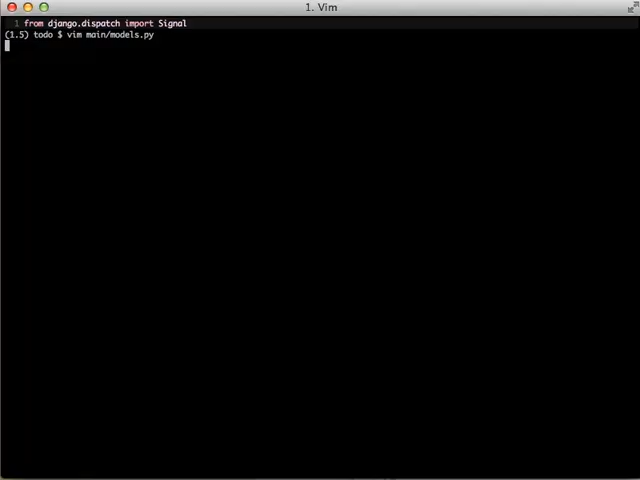 1. Vim
1 from django.dispatch import Signal
(1.5) todo $ vim main/models.py